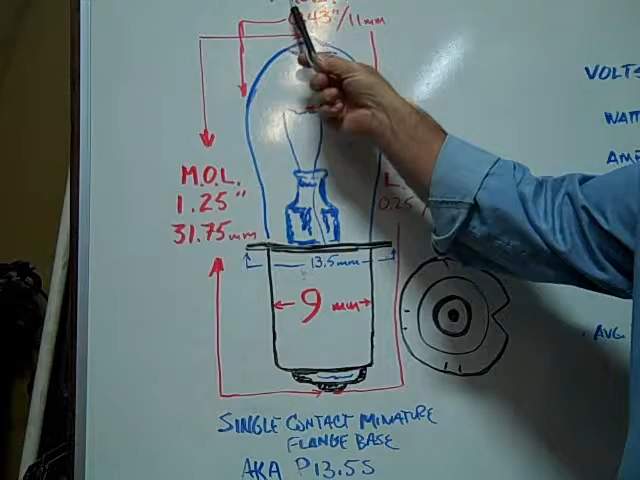 0.43"/11mm
VOLTS
WATT
M.O.L.
1.25"
31.75mm
L.
0.25"/
13.5mm
9 mm
AVG.
SINGLE CONTACT MINATURE
FLANGE BASE
AKA P13.5S